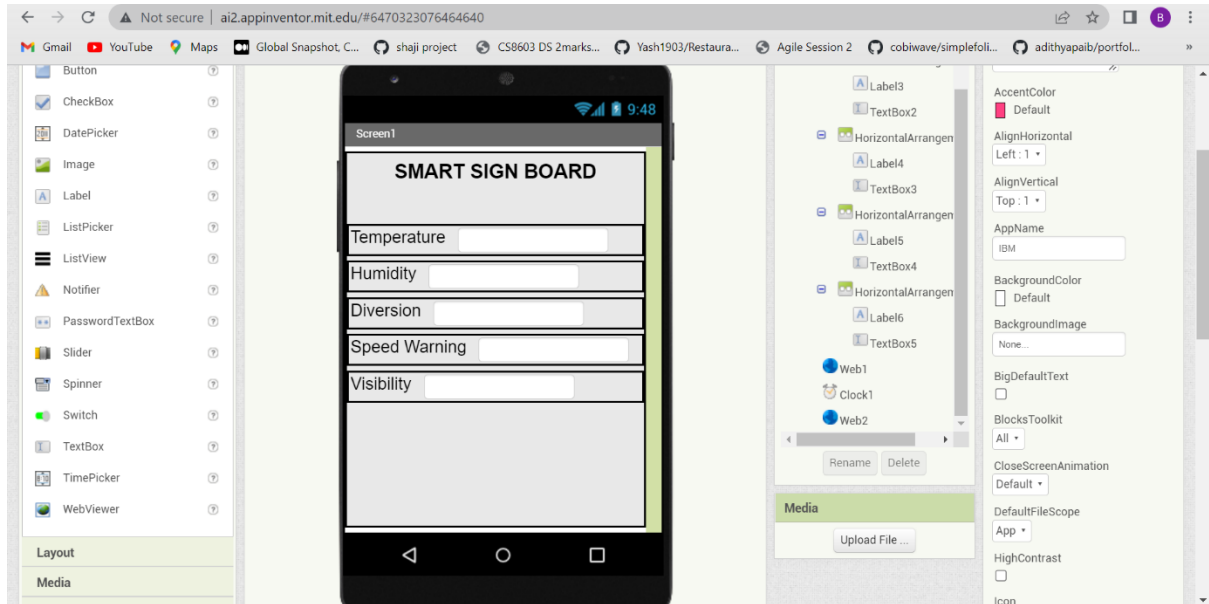 Not secure | ai2.appinventor.mit.edu/#6470323076464640
B
Gmail YouTube Maps Global Snapshot, C... shaji project CS8603 DS 2marks... Yash1903/Restaura... Agile Session 2 cobiwave/simplefoli... adithyapaib/portfol... »
Button
CheckBox
DatePicker
Image
Label
ListPicker
ListView
Notifier
PasswordTextBox
Slider
Spinner
Switch
TextBox
TimePicker
WebViewer
Layout
Media
9:48
Screen1
SMART SIGN BOARD
Temperature
Humidity
Diversion
Speed Warning
Visibility
Label3
TextBox2
HorizontalArrangem
Label4
TextBox3
HorizontalArrangem
Label5
TextBox4
HorizontalArrangem
Label6
TextBox5
Web1
Clock1
Web2
Rename Delete
Media
Upload File ...
AccentColor
Default
AlignHorizontal
Left : 1
AlignVertical
Top : 1
AppName
IBM
BackgroundColor
Default
BackgroundImage
None...
BigDefaultText
BlocksToolkit
All
CloseScreenAnimation
Default
DefaultFileScope
App
HighContrast
Icon